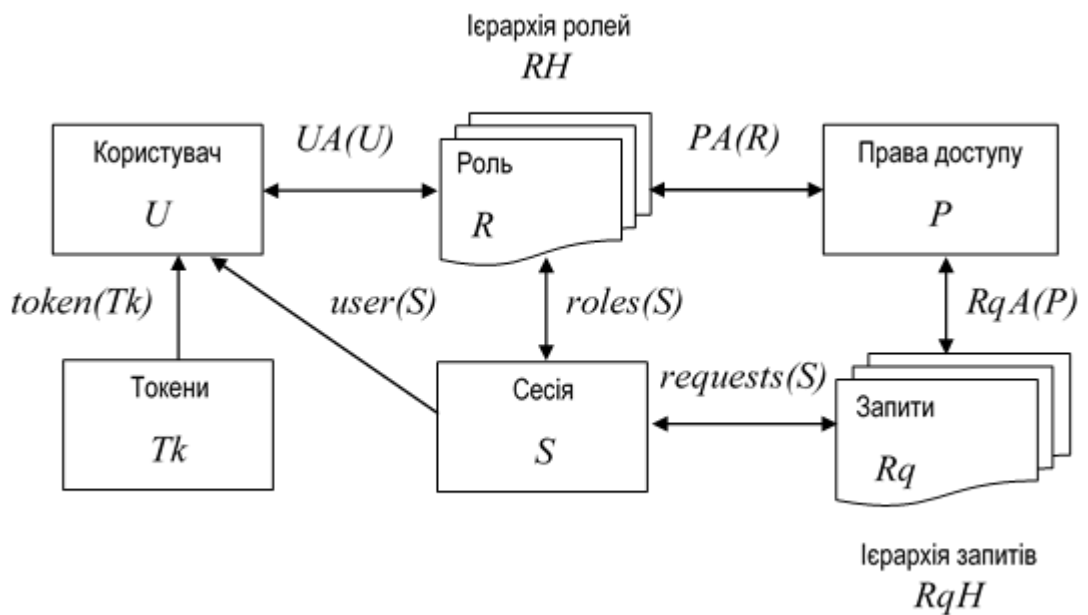 Ієрархія ролей
RH
Користувач
U
UA(U)
Роль
R
PA(R)
Права доступу
P
token(Tk)
user(S)
roles(S)
RqA(P)
Токени
Tk
Сесія
S
requests(S)
Запити
Rq
Ієрархія запитів
RqH